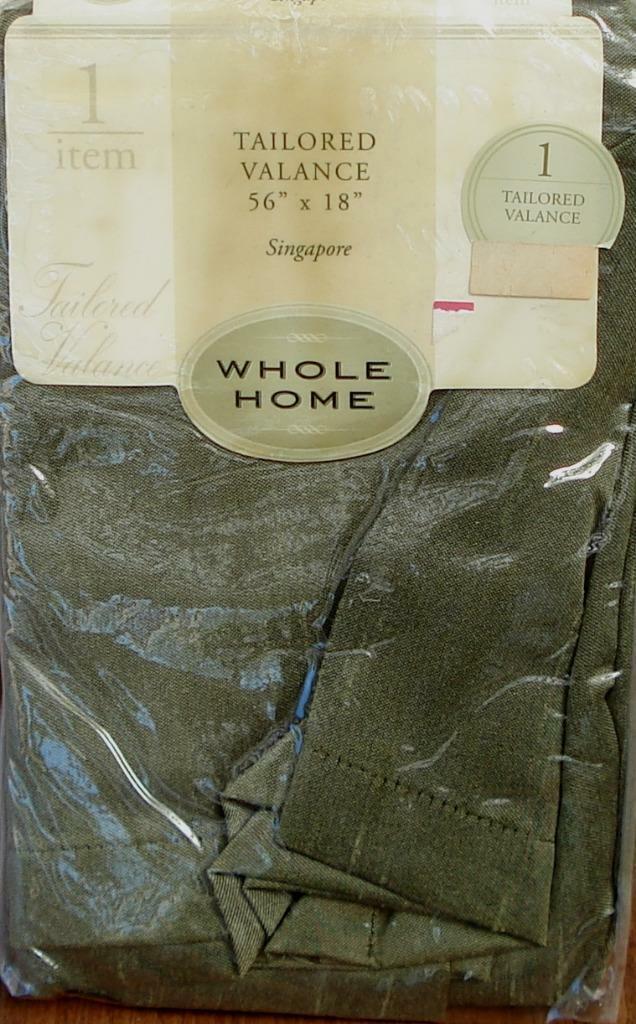 1
item
TAILORED
VALANCE
56” x 18”
Singapore
1
TAILORED
VALANCE
Tailored
Valance
WHOLE
HOME